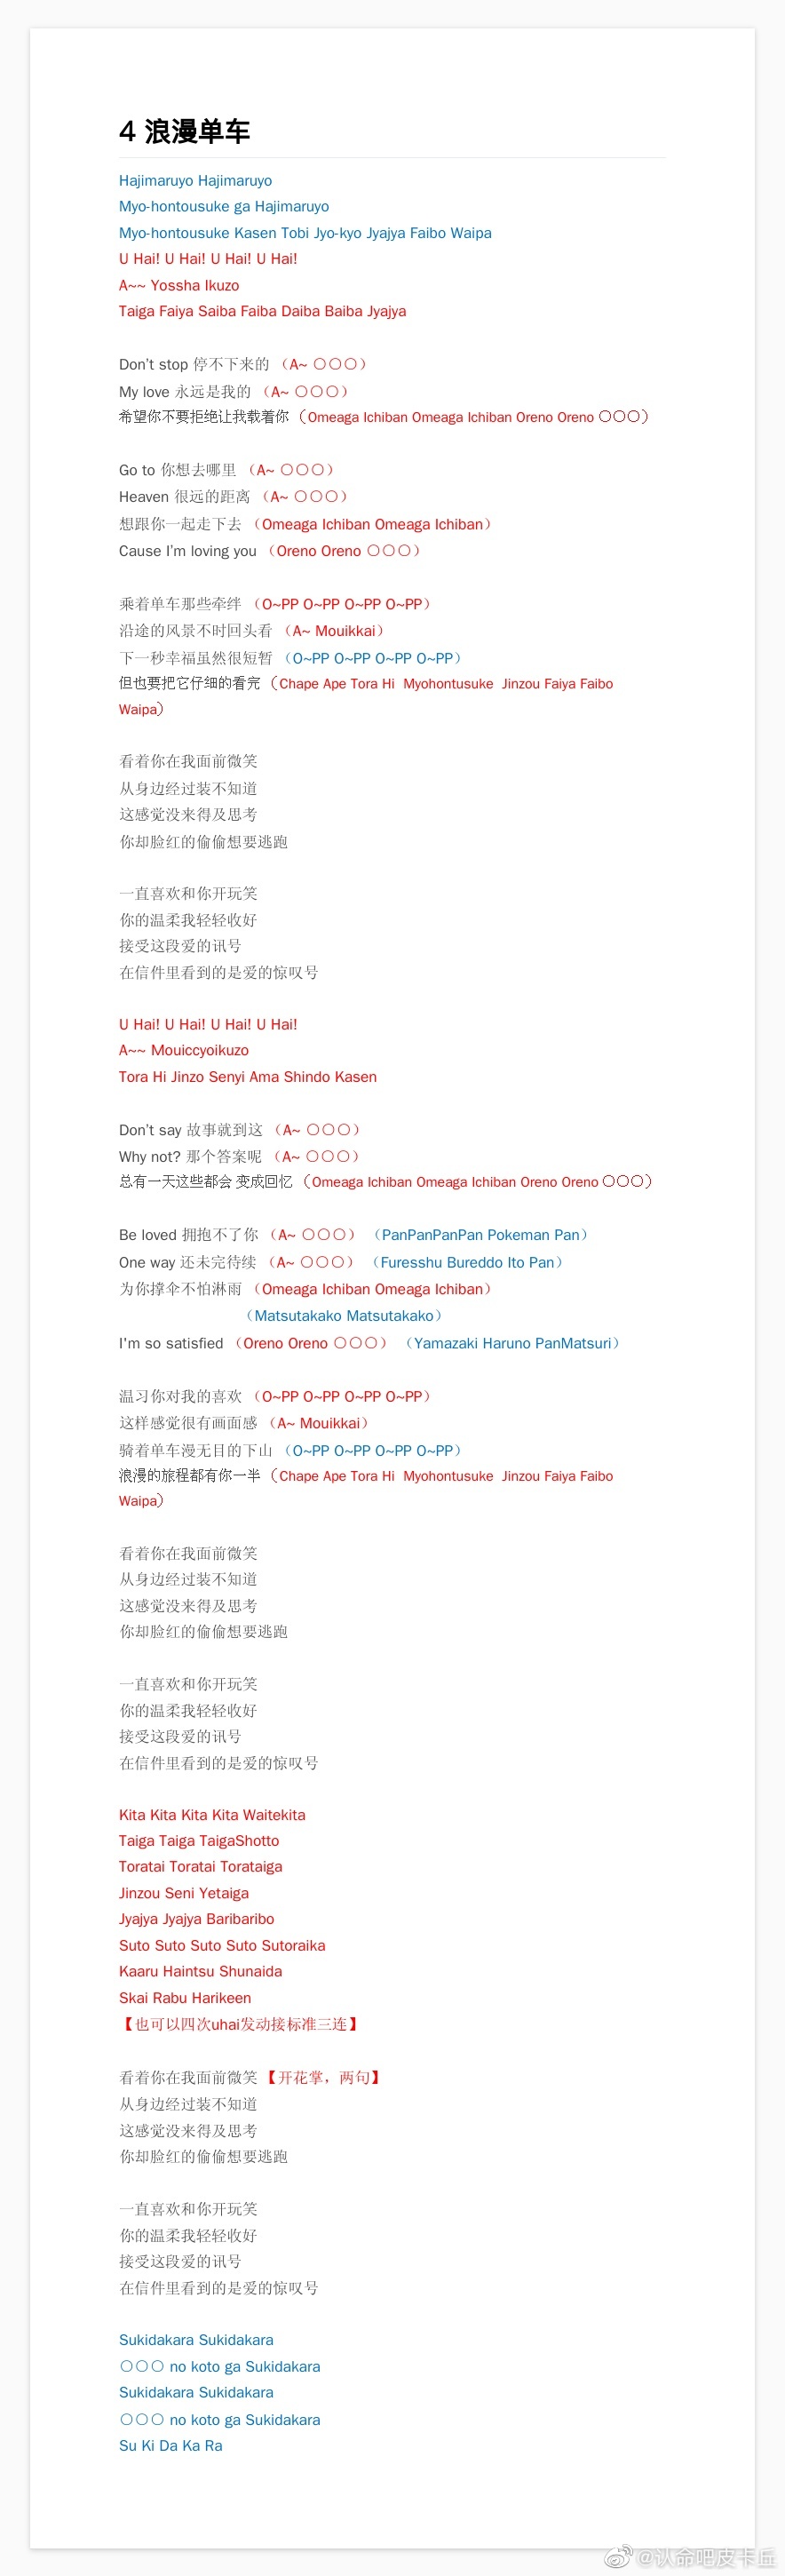 4 浪漫单车
Hajimaruyo Hajimaruyo
Myo-hontousuke ga Hajimaruyo
Myo-hontousuke Kasen Tobi Jyo-kyo Jyajya Faibo Waipa
U Hai! U Hai! U Hai! U Hai!
A~~ Yossha Ikuzo
Taiga Faiya Saiba Faiba Daiba Baiba Jyajya
Don't stop 停不下来的（A~ 〇〇〇）
My love 永远是我的（A~ 〇〇〇）
希望你不要拒绝让我载着你（Omeaga Ichiban Omeaga Ichiban Oreno Oreno 〇〇〇）
Go to 你想去哪里（A~ 〇〇〇）
Heaven 很远的距离（A~ 〇〇〇）
想跟你一起走下去（Omeaga Ichiban Omeaga Ichiban）
Cause I'm loving you（Oreno Oreno 〇〇〇）
乘着单车那些牵绊（O~PP O~PP O~PP O~PP）
沿途的风景不时回头看（A~ Mouikkai）
下一秒幸福虽然很短暂（O~PP O~PP O~PP O~PP）
但也要把它仔细的看完（Chape Ape Tora Hi Myohontusuke Jinzou Faiya Faibo
Waipa）
看着你在我面前微笑
从身边经过装不知道
这感觉没来得及思考
你却脸红的偷偷想要逃跑
一直喜欢和你开玩笑
你的温柔我轻轻收好
接受这段爱的讯号
在信件里看到的是爱的惊叹号
U Hai! U Hai! U Hai! U Hai!
A~~ Mouiccyoikuzo
Tora Hi Jinzo Senyi Ama Shindo Kasen
Don't say 故事就到这（A~ 〇〇〇）
Why not? 那个答案呢（A~ 〇〇〇）
总有一天这些都会 变成回忆（Omeaga Ichiban Omeaga Ichiban Oreno Oreno 〇〇〇）
Be loved 拥抱不了你（A~ 〇〇〇）（PanPanPanPan Pokeman Pan）
One way 还未完待续（A~ 〇〇〇）（Furesshu Bureddo Ito Pan）
为你撑伞不怕淋雨（Omeaga Ichiban Omeaga Ichiban）
（Matsutakako Matsutakako）
I'm so satisfied（Oreno Oreno 〇〇〇）（Yamazaki Haruno PanMatsuri）
温习你对我的喜欢（O~PP O~PP O~PP O~PP）
这样感觉很有画面感（A~ Mouikkai）
骑着单车漫无目的下山（O~PP O~PP O~PP O~PP）
浪漫的旅程都有你一半（Chape Ape Tora Hi Myohontusuke Jinzou Faiya Faibo
Waipa）
看着你在我面前微笑
从身边经过装不知道
这感觉没来得及思考
你却脸红的偷偷想要逃跑
一直喜欢和你开玩笑
你的温柔我轻轻收好
接受这段爱的讯号
在信件里看到的是爱的惊叹号
Kita Kita Kita Kita Waitekita
Taiga Taiga TaigaShotto
Toratai Toratai Torataiga
Jinzou Seni Yetaiga
Jyajya Jyajya Baribaribo
Suto Suto Suto Suto Sutoraika
Kaaru Haintsu Shunaida
Skai Rabu Harikeen
【也可以四次uhai发动接标准三连】
看着你在我面前微笑【开花掌，两句】
从身边经过装不知道
这感觉没来得及思考
你却脸红的偷偷想要逃跑
一直喜欢和你开玩笑
你的温柔我轻轻收好
接受这段爱的讯号
在信件里看到的是爱的惊叹号
Sukidakara Sukidakara
〇〇〇 no koto ga Sukidakara
Sukidakara Sukidakara
〇〇〇 no koto ga Sukidakara
Su Ki Da Ka Ra
@认命吧皮卡丘